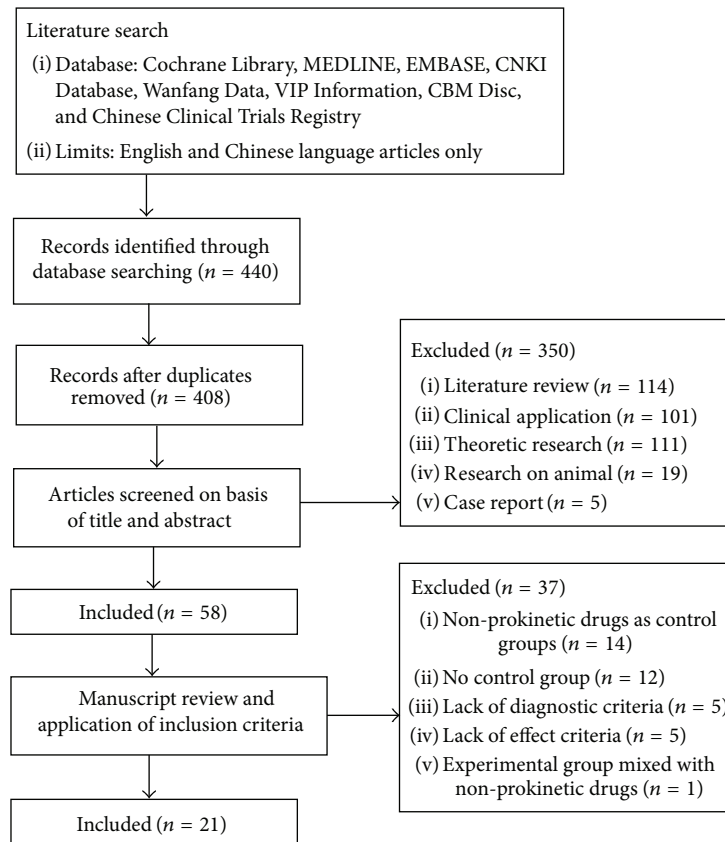 Literature search
(i) Database: Cochrane Library, MEDLINE, EMBASE, CNKI
Database, Wanfang Data, VIP Information, CBM Disc,
and Chinese Clinical Trials Registry
(ii) Limits: English and Chinese language articles only
Records identified through
database searching (n = 440)
Records after duplicates
removed (n = 408)
Articles screened on basis
of title and abstract
Excluded (n = 350)
(i) Literature review (n = 114)
(ii) Clinical application (n = 101)
(iii) Theoretic research (n = 111)
(iv) Research on animal (n = 19)
(v) Case report (n = 5)
Included (n = 58)
Manuscript review and
application of inclusion criteria
Excluded (n = 37)
(i) Non-prokinetic drugs as control
groups (n = 14)
(ii) No control group (n = 12)
(iii) Lack of diagnostic criteria (n = 5)
(iv) Lack of effect criteria (n = 5)
(v) Experimental group mixed with
non-prokinetic drugs (n = 1)
Included (n = 21)